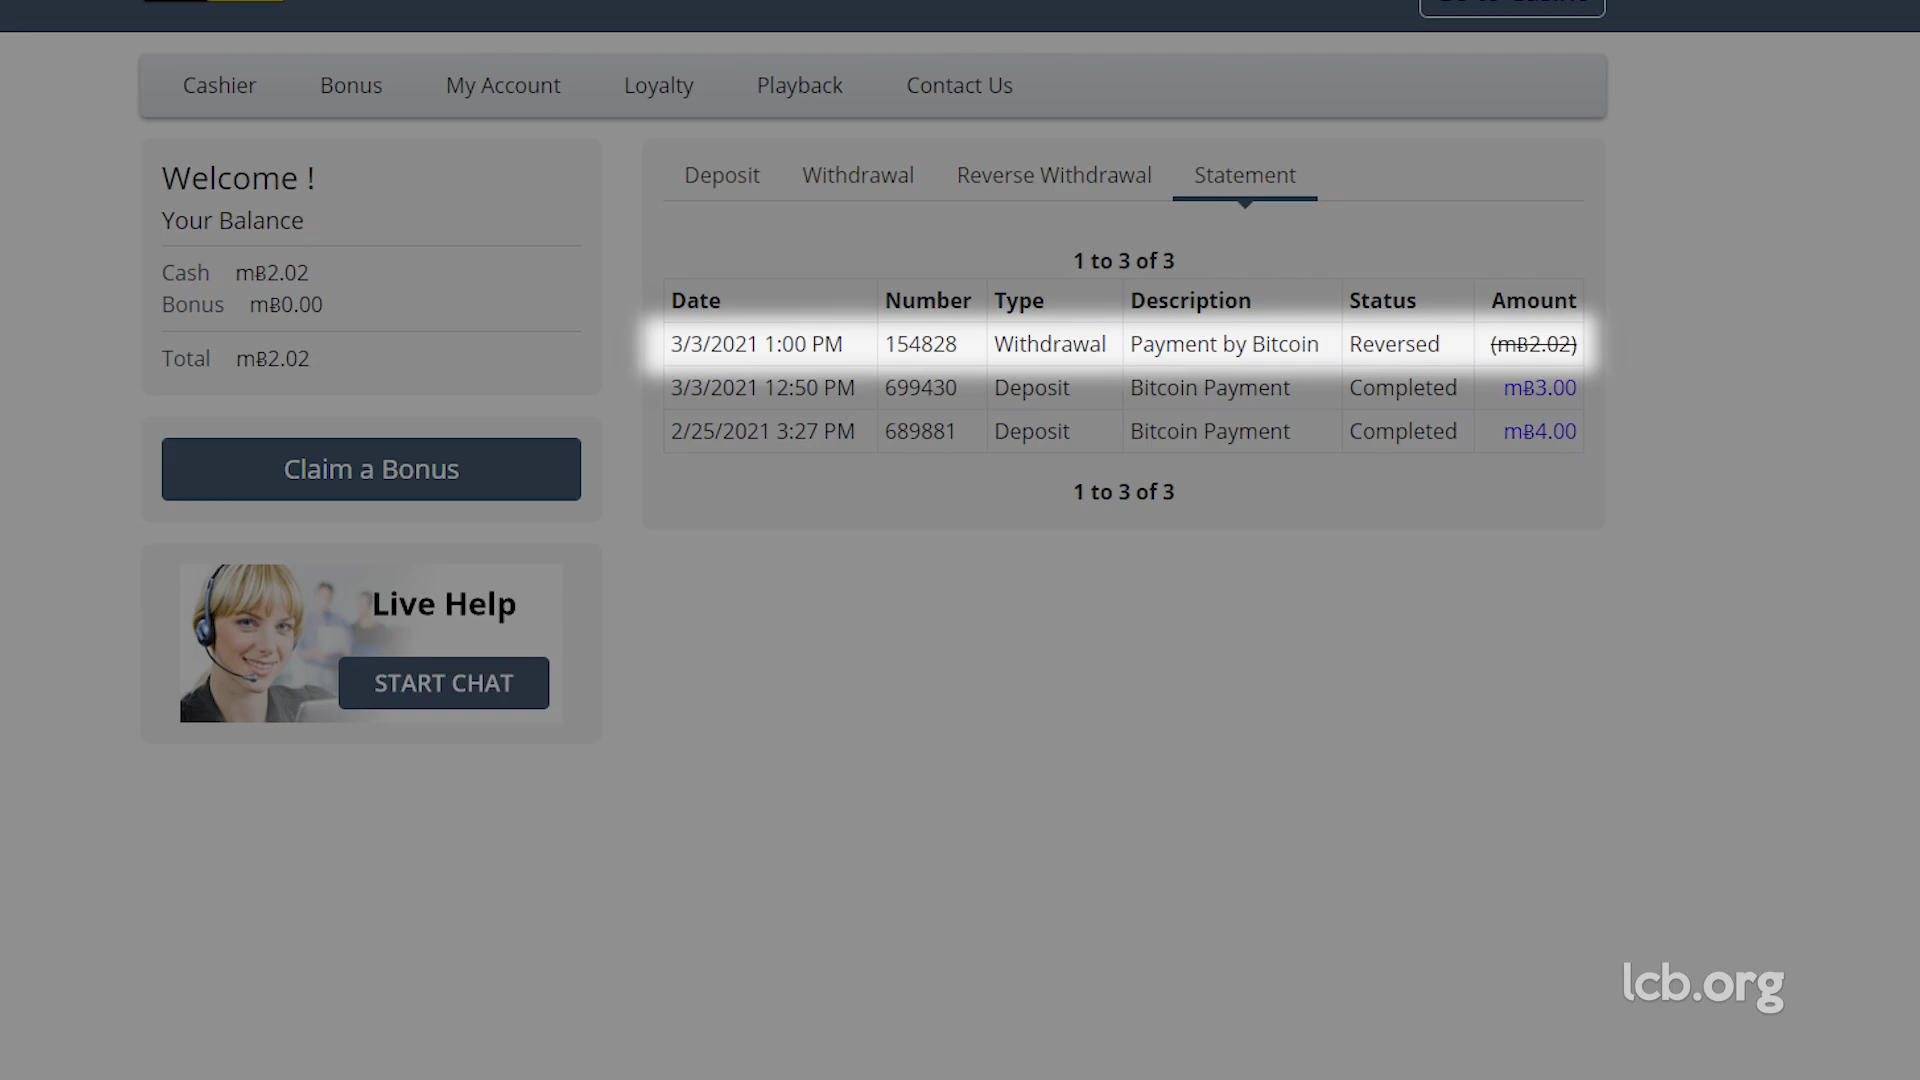 Cashier Bonus My Account Loyalty Playback Contact Us
Welcome !
Your Balance
Cash mɃ2.02
Bonus mɃ0.00
Total mɃ2.02
Claim a Bonus
Live Help
START CHAT
Deposit Withdrawal Reverse Withdrawal Statement
1 to 3 of 3
Date Number Type Description Status Amount
3/3/2021 1:00 PM 154828 Withdrawal Payment by Bitcoin Reversed (mɃ2.02)
3/3/2021 12:50 PM 699430 Deposit Bitcoin Payment Completed mɃ3.00
2/25/2021 3:27 PM 689881 Deposit Bitcoin Payment Completed mɃ4.00
1 to 3 of 3
lcb.org